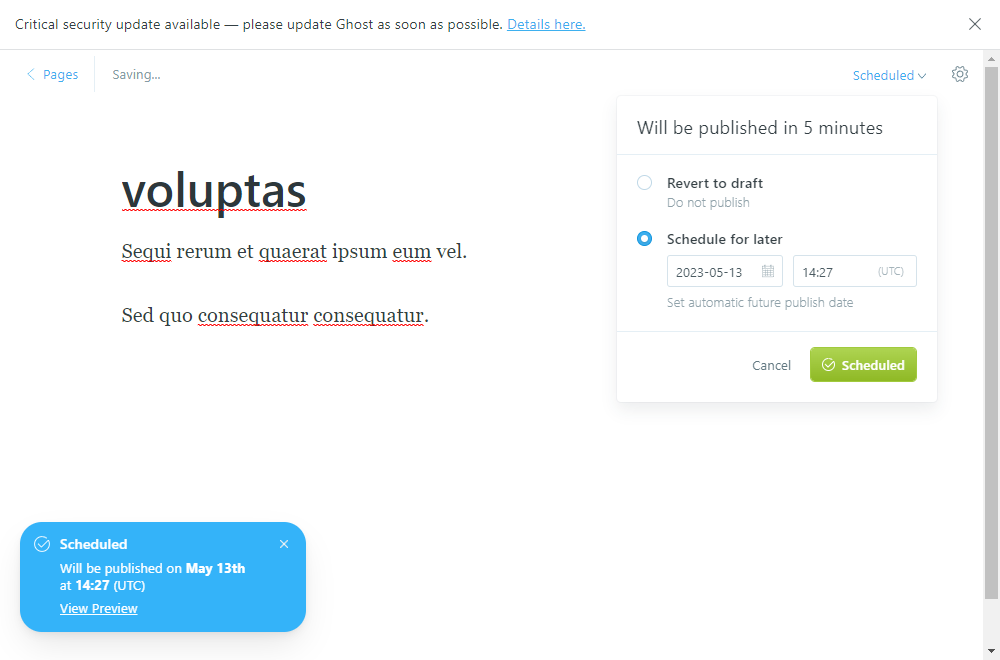 Critical security update available — please update Ghost as soon as possible. Details here.
Pages
Saving...
Scheduled
Will be published in 5 minutes
Revert to draft
Do not publish
Schedule for later
2023-05-13
14:27 (UTC)
Set automatic future publish date
Cancel
Scheduled
voluptas
Sequi rerum et quaerat ipsum eum vel.
Sed quo consequatur consequatur.
Scheduled
Will be published on May 13th
at 14:27 (UTC)
View Preview